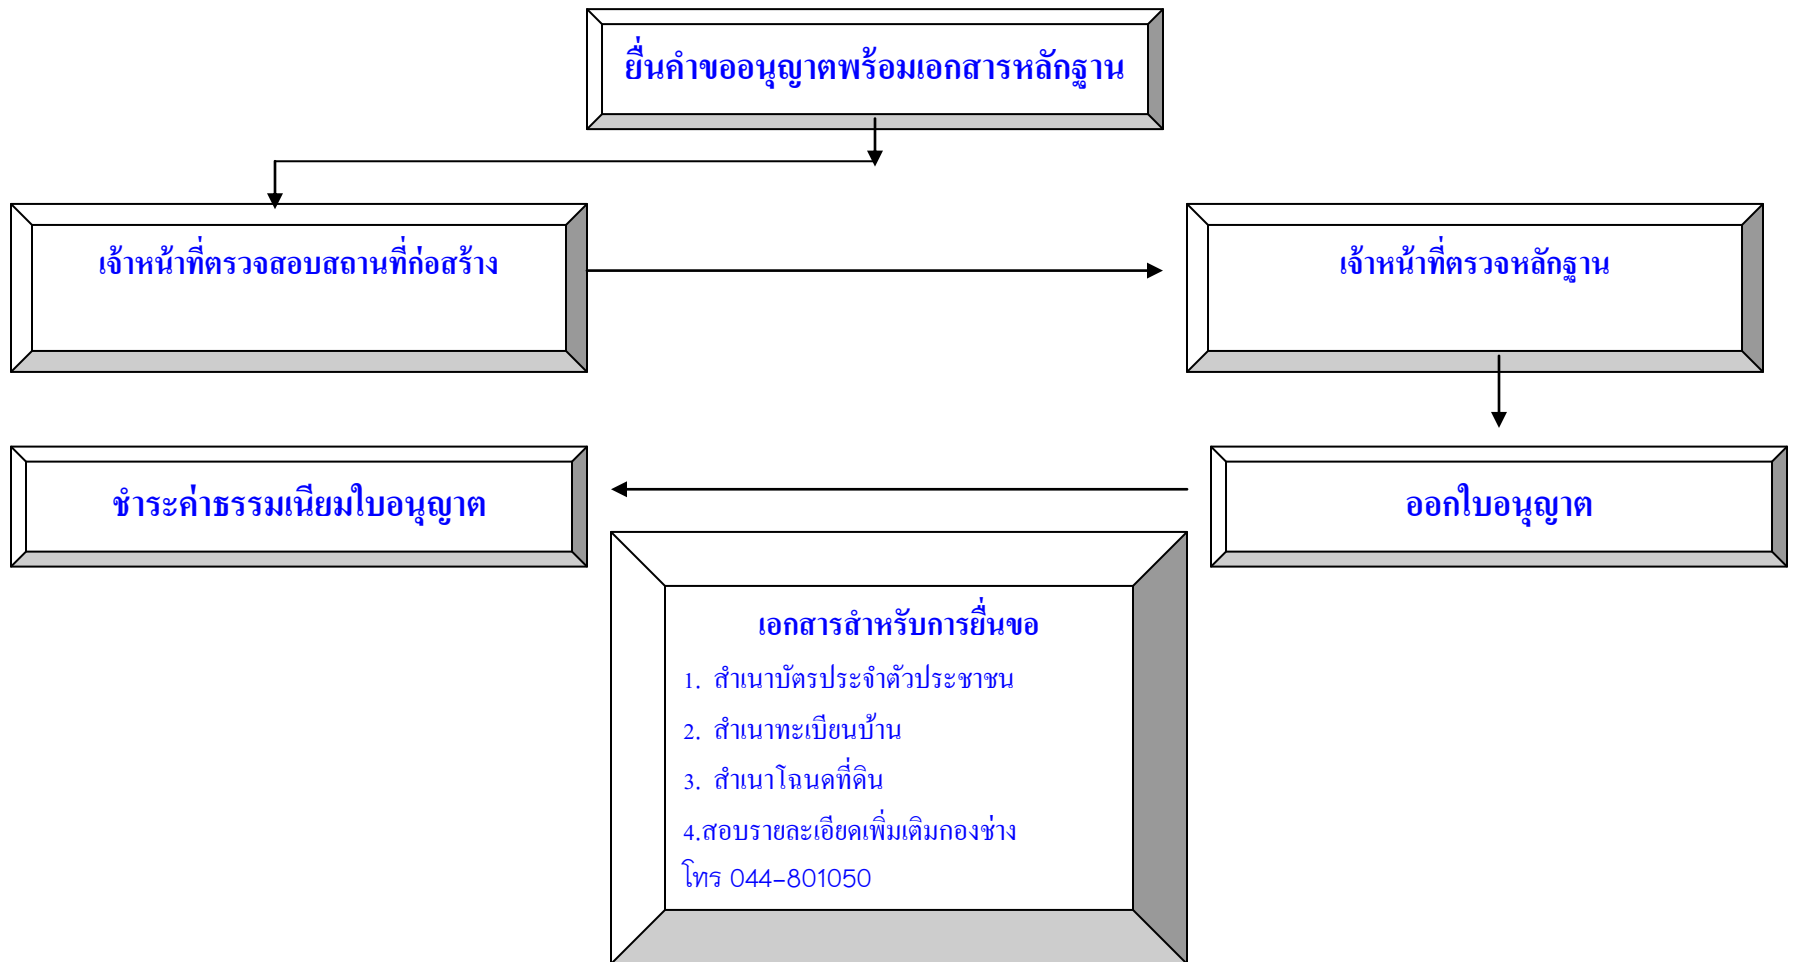 ยื่นคำขออนุญาตพร้อมเอกสารหลักฐาน
เจ้าหน้าที่ตรวจสอบสถานที่ก่อสร้าง
เจ้าหน้าที่ตรวจหลักฐาน
ชำระค่าธรรมเนียมใบอนุญาต
ออกใบอนุญาต
เอกสารสำหรับการยื่นขอ
1. สำเนาบัตรประจำตัวประชาชน
2. สำเนาทะเบียนบ้าน
3. สำเนาโฉนดที่ดิน
4.สอบรายละเอียดเพิ่มเติมกองช่าง
โทร 044-801050